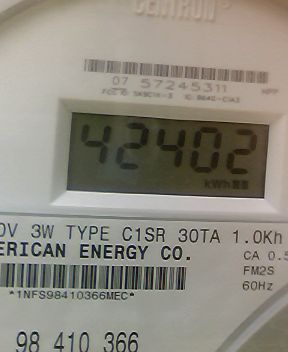 CENTRON®
07 57245311
42402
kWh
0V 3W TYPE C1SR 30TA 1.0Kh
ERICAN ENERGY CO. CA 0.5
FM2S
*1NFS98410366MEC* 60Hz
98 410 366